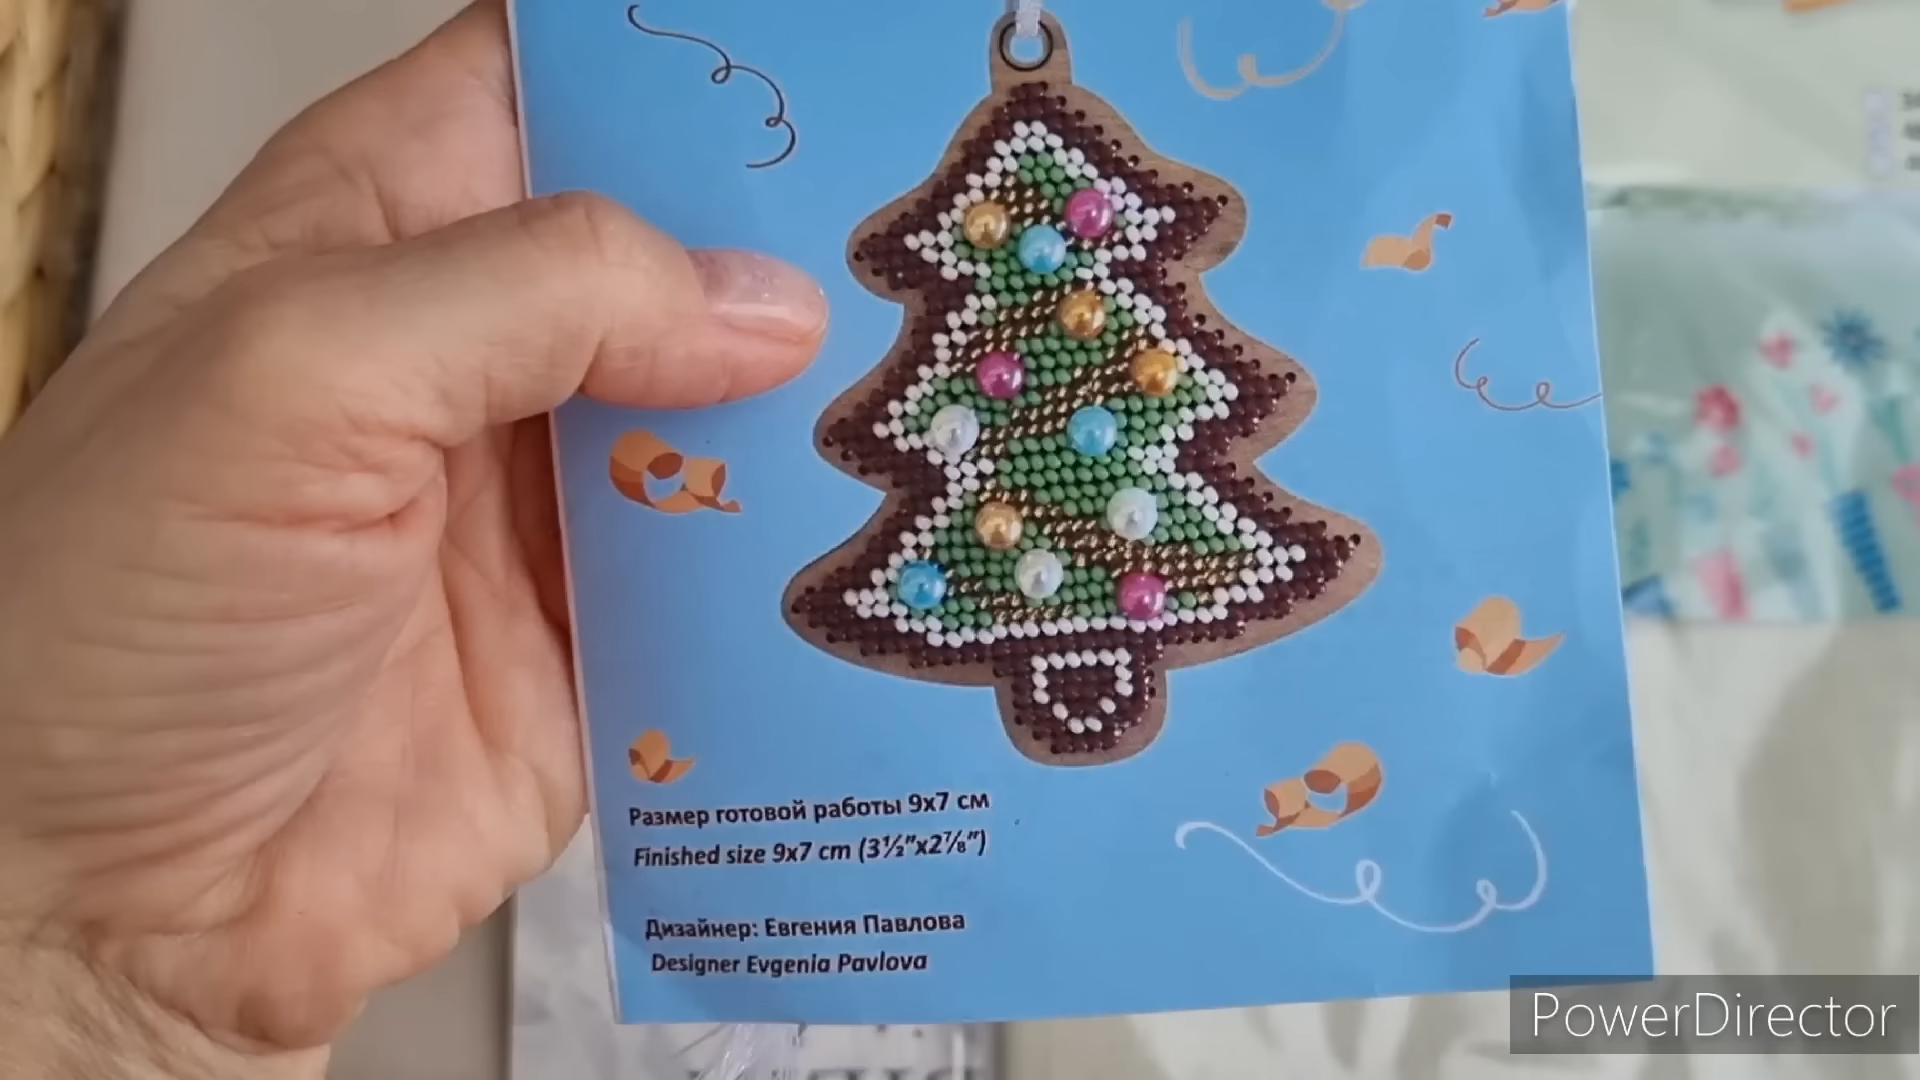 Размер готовой работы 9x7 см
Finished size 9x7 cm (3½"x2⅞")
Дизайнер: Евгения Павлова
Designer Evgenia Pavlova
PowerDirector